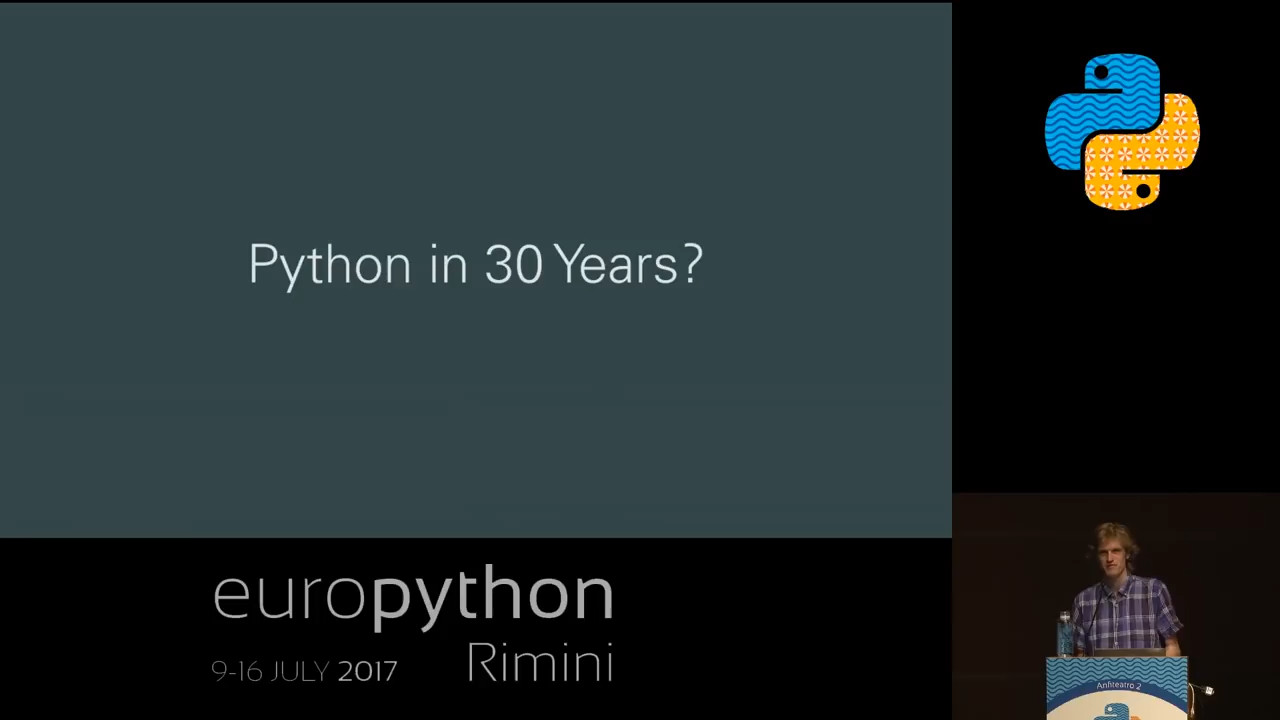 Python in 30 Years?
europython
9-16 JULY 2017
Rimini
Anfiteatro 2